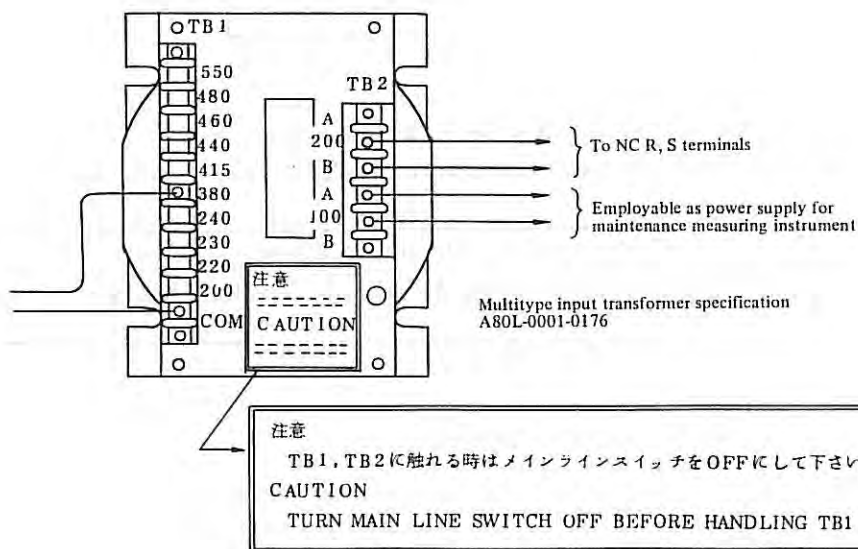 TB1
550
480
460
440
415
380
240
230
220
200
COM
TB2
A
200
B
A
100
B
To NC R, S terminals
Employable as power supply for
maintenance measuring instrument
注意
CAUTION
Multitype input transformer specification
A80L-0001-0176
注意
TB1,TB2に触れる時はメインラインスイッチをOFFにして下さい
CAUTION
TURN MAIN LINE SWITCH OFF BEFORE HANDLING TB1